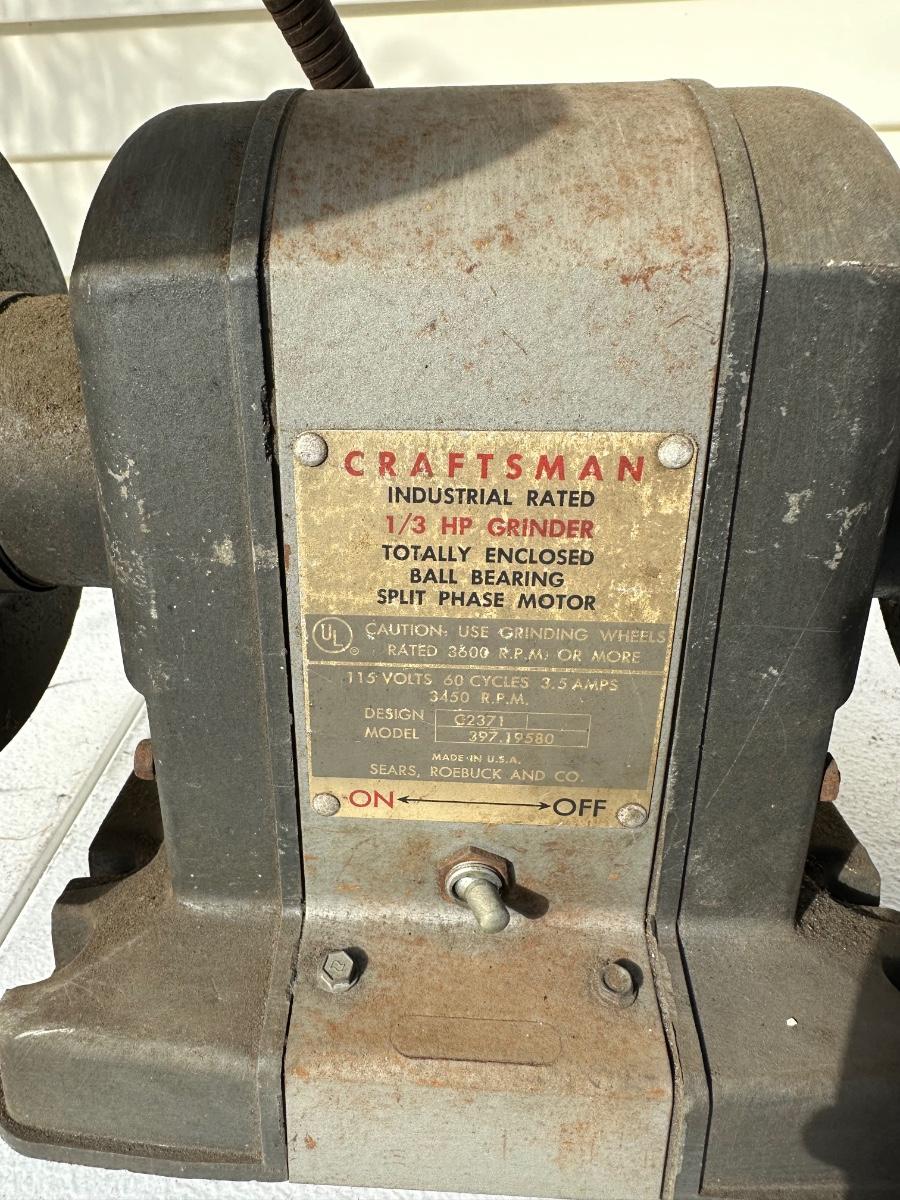 CRAFTSMAN
INDUSTRIAL RATED
1/3 HP GRINDER
TOTALLY ENCLOSED
BALL BEARING
SPLIT PHASE MOTOR
UL ® CAUTION: USE GRINDING WHEELS
RATED 3600 R.P.M. OR MORE
115 VOLTS 60 CYCLES 3.5 AMPS
3450 R.P.M.
DESIGN G2371
MODEL 397.19580
MADE IN U.S.A.
SEARS, ROEBUCK AND CO.
ON OFF